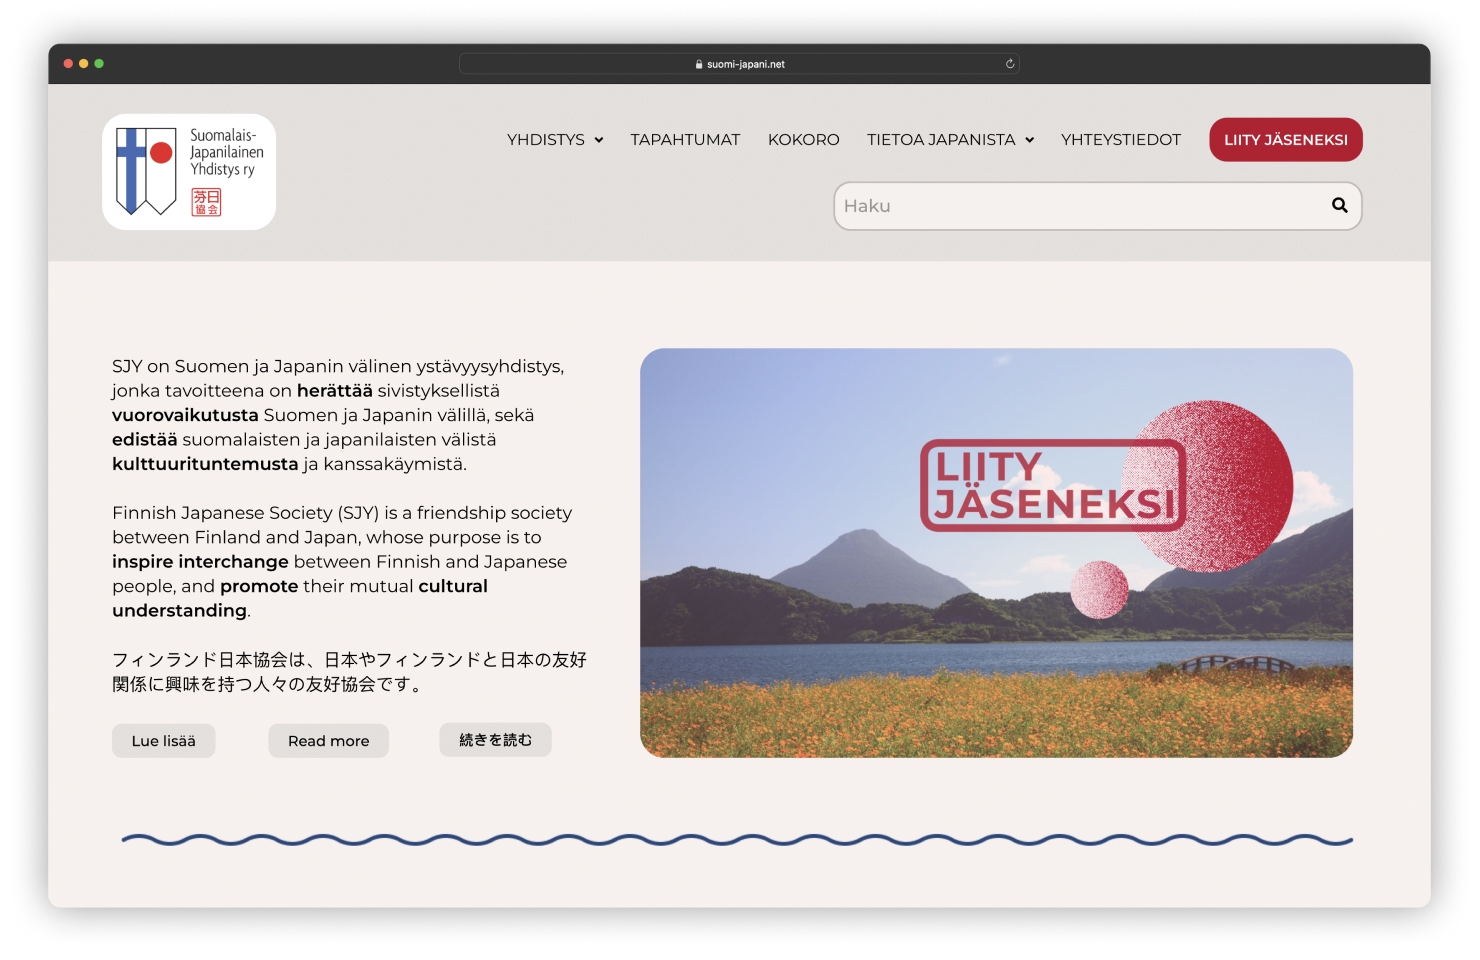 suomi-japani.net
Suomalais-
Japanilainen
Yhdistys ry
芬日
協会
YHDISTYS
TAPAHTUMAT
KOKORO
TIETOA JAPANISTA
YHTEYSTIEDOT
LIITY JÄSENEKSI
Haku
SJY on Suomen ja Japanin välinen ystävyysyhdistys,
jonka tavoitteena on herättää sivistyksellistä
vuorovaikutusta Suomen ja Japanin välillä, sekä
edistää suomalaisten ja japanilaisten välistä
kulttuurituntemusta ja kanssakäymistä.
Finnish Japanese Society (SJY) is a friendship society
between Finland and Japan, whose purpose is to
inspire interchange between Finnish and Japanese
people, and promote their mutual cultural
understanding.
フィンランド日本協会は、日本やフィンランドと日本の友好
関係に興味を持つ人々の友好協会です。
Lue lisää
Read more
続きを読む
LIITY
JÄSENEKSI